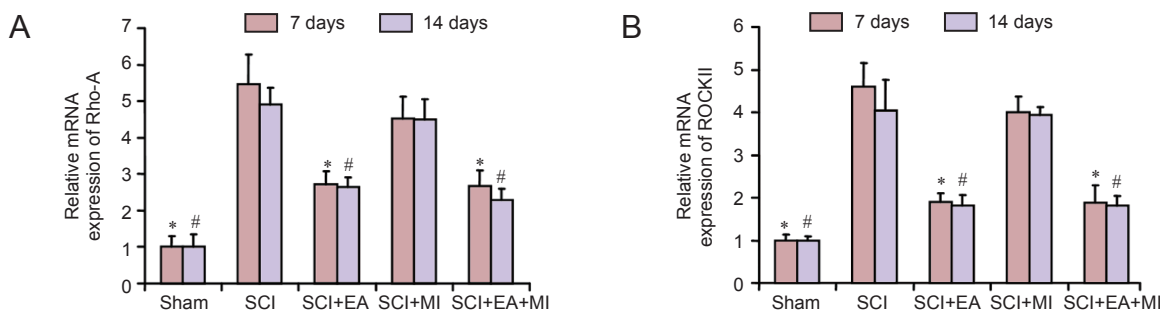 A
7 days 14 days
Relative mRNA
expression of Rho-A
7
6
5
4
3
2
1
0
* #
* #
* #
Sham SCI SCI+EA SCI+MI SCI+EA+MI
B
7 days 14 days
Relative mRNA
expression of ROCKII
6
5
4
3
2
1
0
* #
* #
* #
Sham SCI SCI+EA SCI+MI SCI+EA+MI